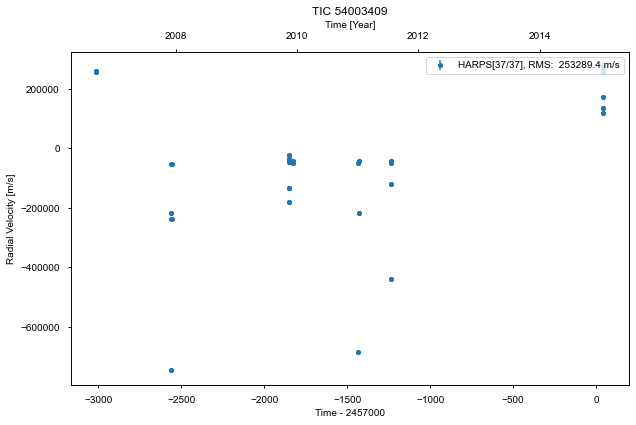 TIC 54003409
Time [Year]
2008 2010 2012 2014
HARPS[37/37], RMS:  253289.4 m/s
Radial Velocity [m/s]
200000
0
−200000
−400000
−600000
−3000 −2500 −2000 −1500 −1000 −500 0
Time - 2457000